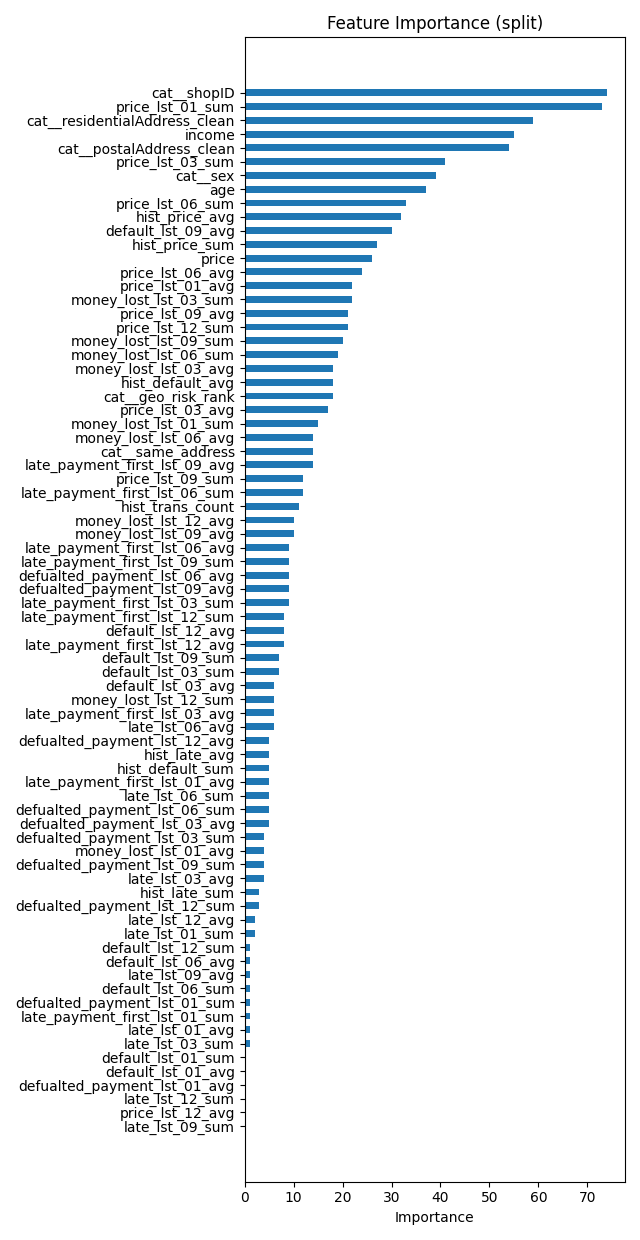 Feature Importance (split)
cat__shopID
price_lst_01_sum
cat__residentialAddress_clean
income
cat__postalAddress_clean
price_lst_03_sum
cat__sex
age
price_lst_06_sum
hist_price_avg
default_lst_09_avg
hist_price_sum
price
price_lst_06_avg
price_lst_01_avg
money_lost_lst_03_sum
price_lst_09_avg
price_lst_12_sum
money_lost_lst_09_sum
money_lost_lst_06_sum
money_lost_lst_03_avg
hist_default_avg
cat__geo_risk_rank
price_lst_03_avg
money_lost_lst_01_sum
money_lost_lst_06_avg
cat__same_address
late_payment_first_lst_09_avg
price_lst_09_sum
late_payment_first_lst_06_sum
hist_trans_count
money_lost_lst_12_avg
money_lost_lst_09_avg
late_payment_first_lst_06_avg
late_payment_first_lst_09_sum
defualted_payment_lst_06_avg
defualted_payment_lst_09_avg
late_payment_first_lst_03_sum
late_payment_first_lst_12_sum
default_lst_12_avg
late_payment_first_lst_12_avg
default_lst_09_sum
default_lst_03_sum
default_lst_03_avg
money_lost_lst_12_sum
late_payment_first_lst_03_avg
late_lst_06_avg
defualted_payment_lst_12_avg
hist_late_avg
hist_default_sum
late_payment_first_lst_01_avg
late_lst_06_sum
defualted_payment_lst_06_sum
defualted_payment_lst_03_avg
defualted_payment_lst_03_sum
money_lost_lst_01_avg
defualted_payment_lst_09_sum
late_lst_03_avg
hist_late_sum
defualted_payment_lst_12_sum
late_lst_12_avg
late_lst_01_sum
default_lst_12_sum
default_lst_06_avg
late_lst_09_avg
default_lst_06_sum
defualted_payment_lst_01_sum
late_payment_first_lst_01_sum
late_lst_01_avg
late_lst_03_sum
default_lst_01_sum
default_lst_01_avg
defualted_payment_lst_01_avg
late_lst_12_sum
price_lst_12_avg
late_lst_09_sum
0 10 20 30 40 50 60 70
Importance